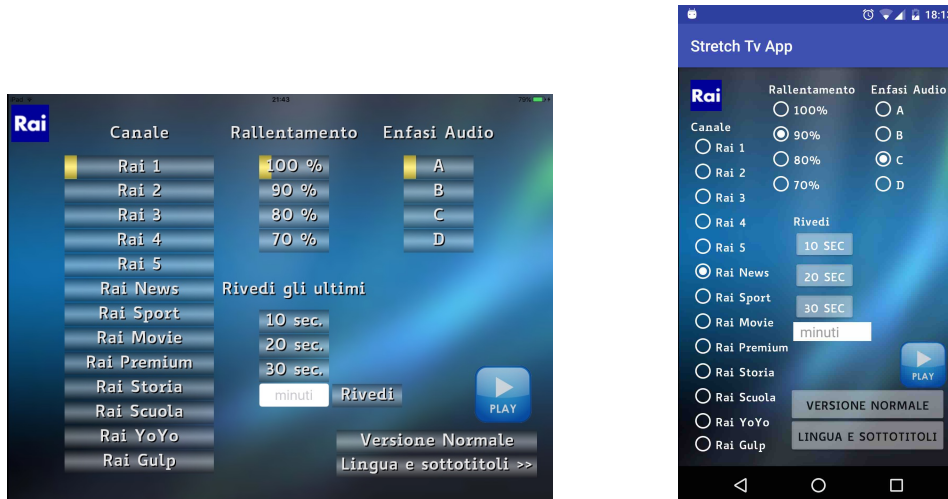 iPad
21:43
79%
Rai
Canale
Rallentamento
Enfasi Audio
Rai 1
100 %
A
Rai 2
90 %
B
Rai 3
80 %
C
Rai 4
70 %
D
Rai 5
Rai News
Rivedi gli ultimi
Rai Sport
10 sec.
Rai Movie
20 sec.
Rai Premium
30 sec.
Rai Storia
minuti
Rivedi
Rai Scuola
PLAY
Rai YoYo
Versione Normale
Rai Gulp
Lingua e sottotitoli >>
Stretch Tv App
Rai
Rallentamento
Enfasi Audio
100%
A
Canale
90%
B
Rai 1
80%
C
Rai 2
70%
D
Rai 3
Rai 4
Rivedi
Rai 5
10 SEC
Rai News
20 SEC
Rai Sport
30 SEC
Rai Movie
minuti
Rai Premium
Rai Storia
PLAY
Rai Scuola
VERSIONE NORMALE
Rai YoYo
LINGUA E SOTTOTITOLI
Rai Gulp